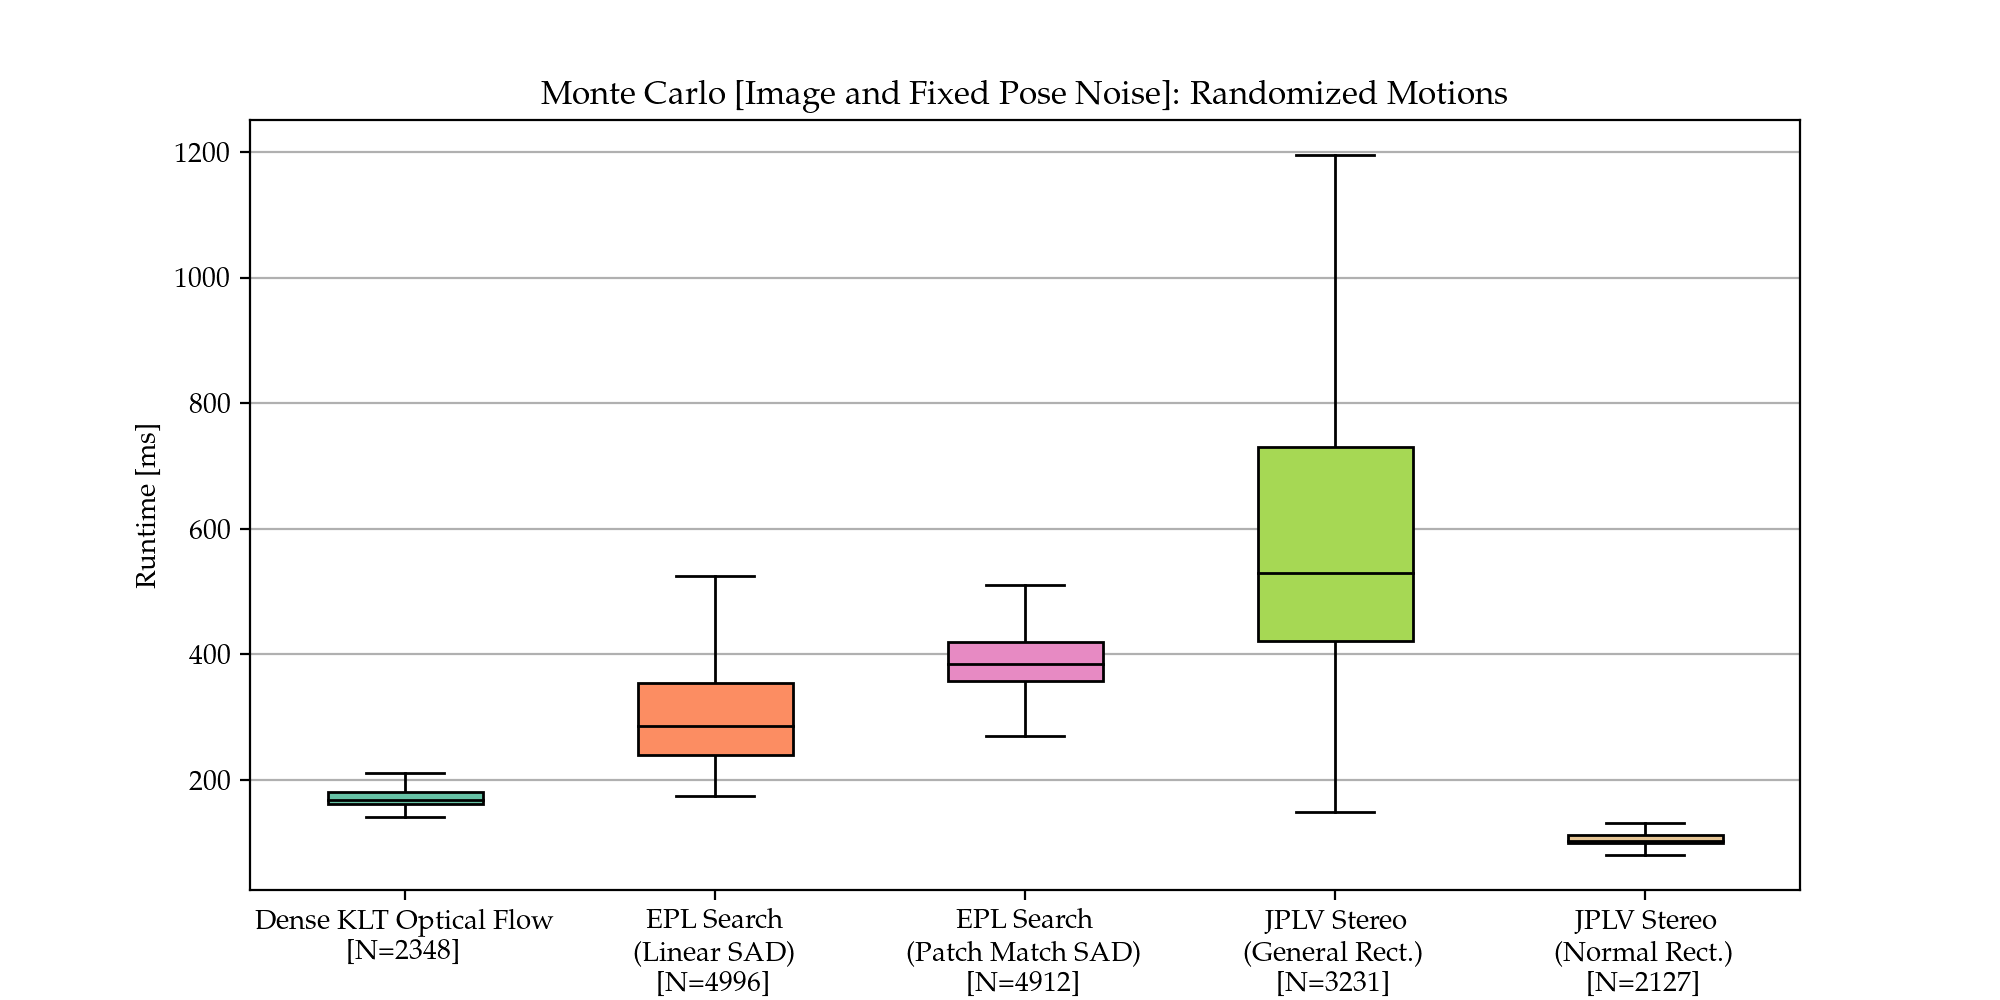 Monte Carlo [Image and Fixed Pose Noise]: Randomized Motions
Runtime [ms]
1200
1000
800
600
400
200
Dense KLT Optical Flow
[N=2348]
EPL Search
(Linear SAD)
[N=4996]
EPL Search
(Patch Match SAD)
[N=4912]
JPLV Stereo
(General Rect.)
[N=3231]
JPLV Stereo
(Normal Rect.)
[N=2127]